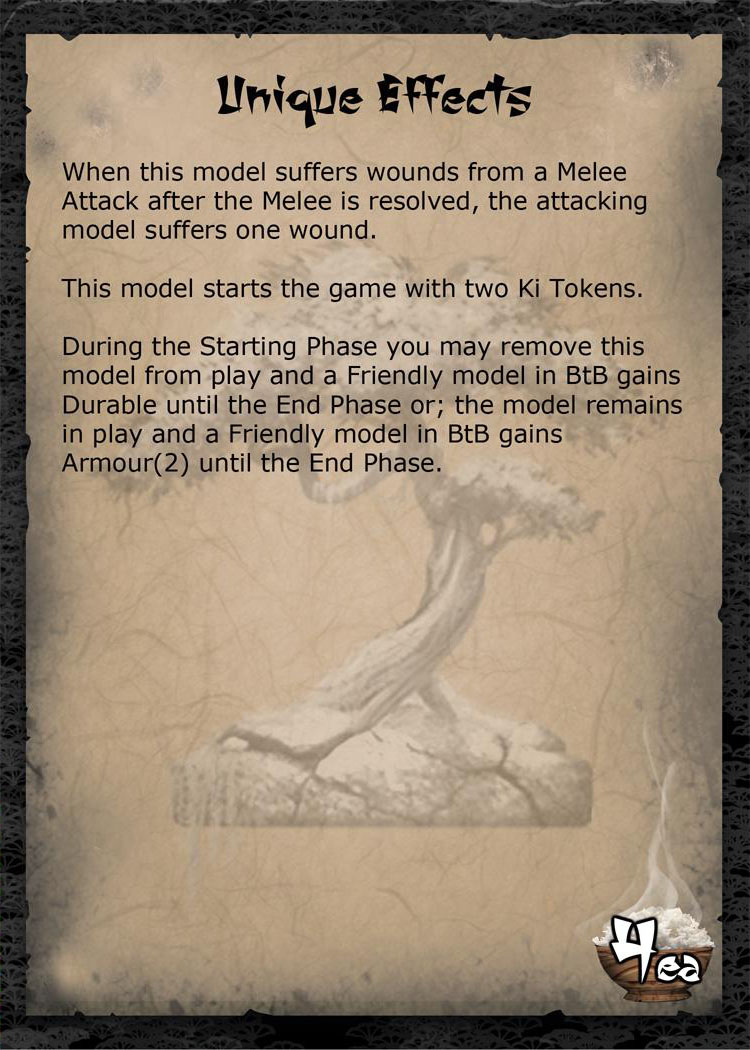 Unique Effects
When this model suffers wounds from a Melee
Attack after the Melee is resolved, the attacking
model suffers one wound.
This model starts the game with two Ki Tokens.
During the Starting Phase you may remove this
model from play and a Friendly model in BtB gains
Durable until the End Phase or; the model remains
in play and a Friendly model in BtB gains
Armour(2) until the End Phase.
4ea